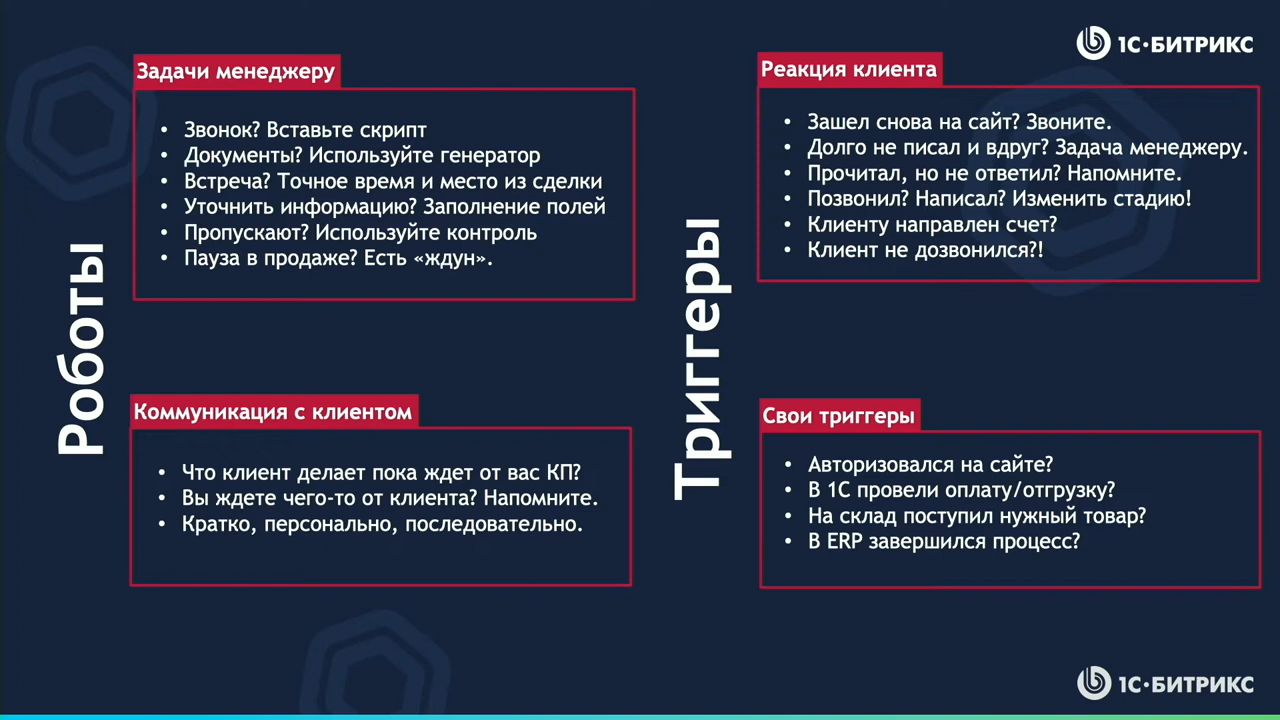 1С·БИТРИКС
Роботы
Задачи менеджеру
• Звонок? Вставьте скрипт
• Документы? Используйте генератор
• Встреча? Точное время и место из сделки
• Уточнить информацию? Заполнение полей
• Пропускают? Используйте контроль
• Пауза в продаже? Есть «ждун».
Коммуникация с клиентом
• Что клиент делает пока ждет от вас КП?
• Вы ждете чего-то от клиента? Напомните.
• Кратко, персонально, последовательно.
Триггеры
Реакция клиента
• Зашел снова на сайт? Звоните.
• Долго не писал и вдруг? Задача менеджеру.
• Прочитал, но не ответил? Напомните.
• Позвонил? Написал? Изменить стадию!
• Клиенту направлен счет?
• Клиент не дозвонился?!
Свои триггеры
• Авторизовался на сайте?
• В 1С провели оплату/отгрузку?
• На склад поступил нужный товар?
• В ERP завершился процесс?
1С·БИТРИКС